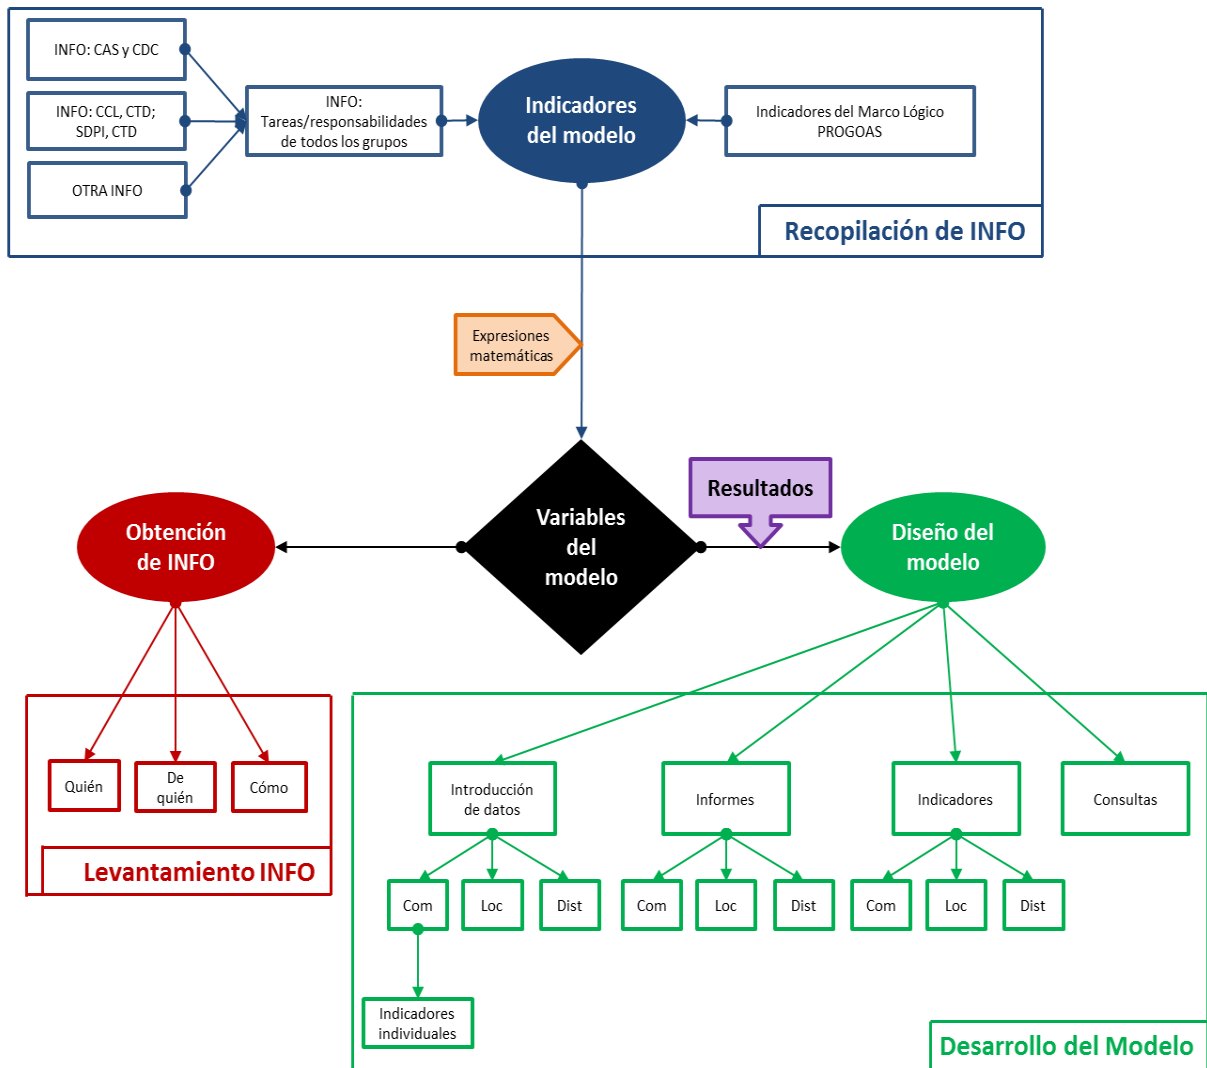 INFO: CAS y CDC
INFO: CCL, CTD;
SDPI, CTD
OTRA INFO
INFO:
Tareas/responsabilidades
de todos los grupos
Indicadores
del modelo
Indicadores del Marco Lógico
PROGOAS
Recopilación de INFO
Expresiones
matemáticas
Variables
del
modelo
Resultados
Obtención
de INFO
Diseño del
modelo
Quién
De
quién
Cómo
Levantamiento INFO
Introducción
de datos
Informes
Indicadores
Consultas
Com
Loc
Dist
Com
Loc
Dist
Com
Loc
Dist
Indicadores
individuales
Desarrollo del Modelo